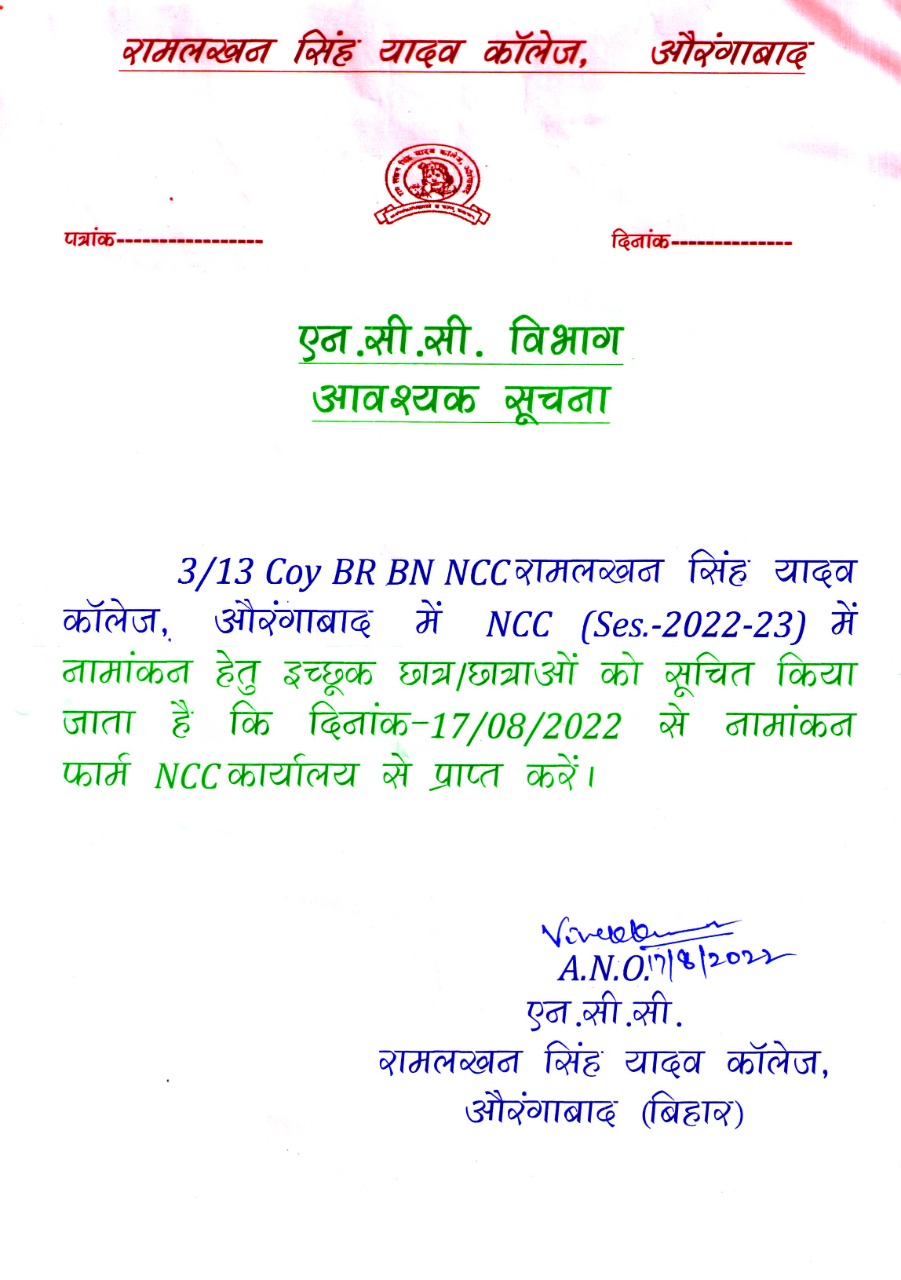 रामलखन सिंह यादव कॉलेज, औरंगाबाद
पत्रांक-----------------
दिनांक--------------
एन.सी.सी. विभाग
आवश्यक सूचना
3/13 Coy BR BN NCC रामलखन सिंह यादव
कॉलेज, औरंगाबाद में NCC (Ses.-2022-23) में
नामांकन हेतु इच्छूक छात्र/छात्राओं को सूचित किया
जाता है कि दिनांक-17/08/2022 से नामांकन
फार्म NCC कार्यालय से प्राप्त करें।
A.N.O. 17/8/2022
एन.सी.सी.
रामलखन सिंह यादव कॉलेज,
औरंगाबाद (बिहार)